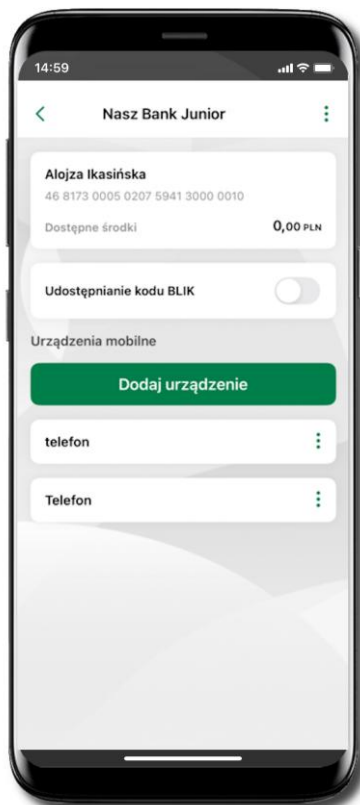 14:59
Nasz Bank Junior
Alojza Ikasińska
46 8173 0005 0207 5941 3000 0010
Dostępne środki 0,00 PLN
Udostępnianie kodu BLIK
Urządzenia mobilne
Dodaj urządzenie
telefon
Telefon